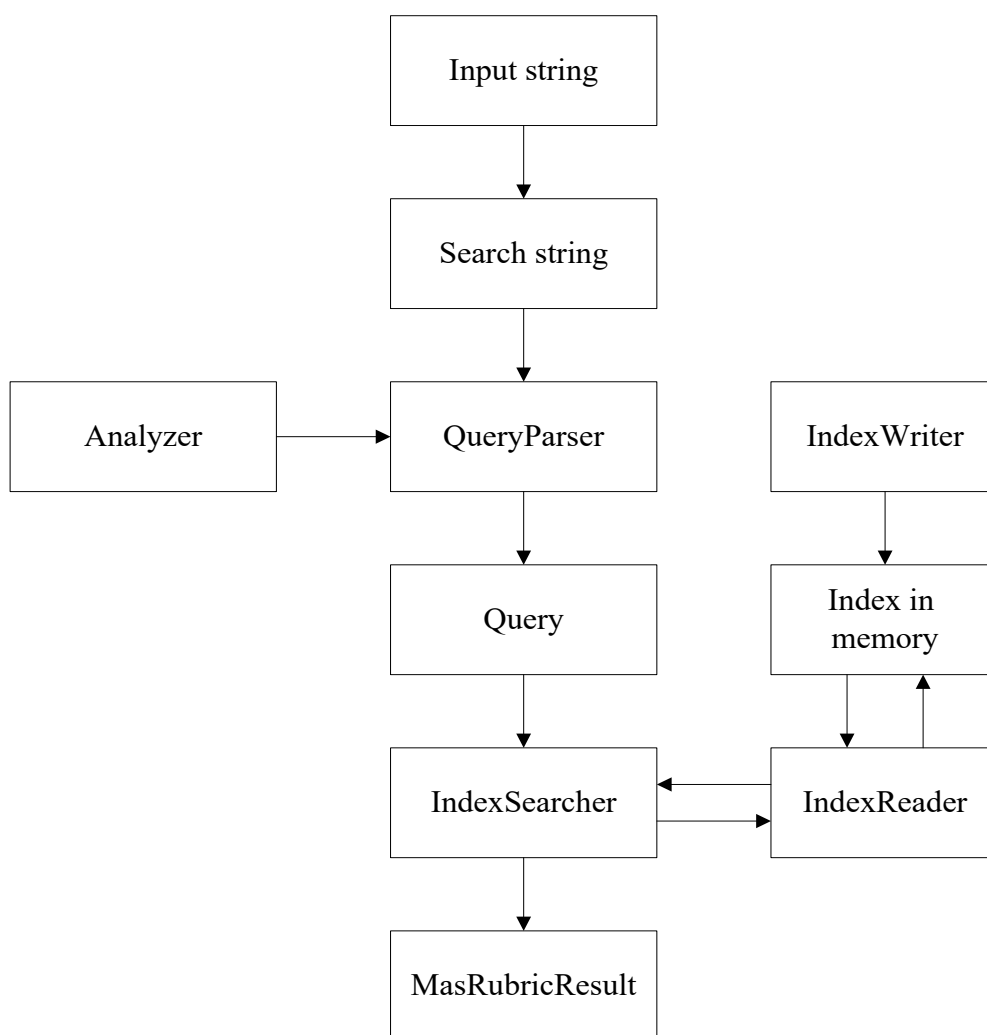 Input string
Search string
Analyzer
QueryParser
IndexWriter
Query
Index in
memory
IndexSearcher
IndexReader
MasRubricResult